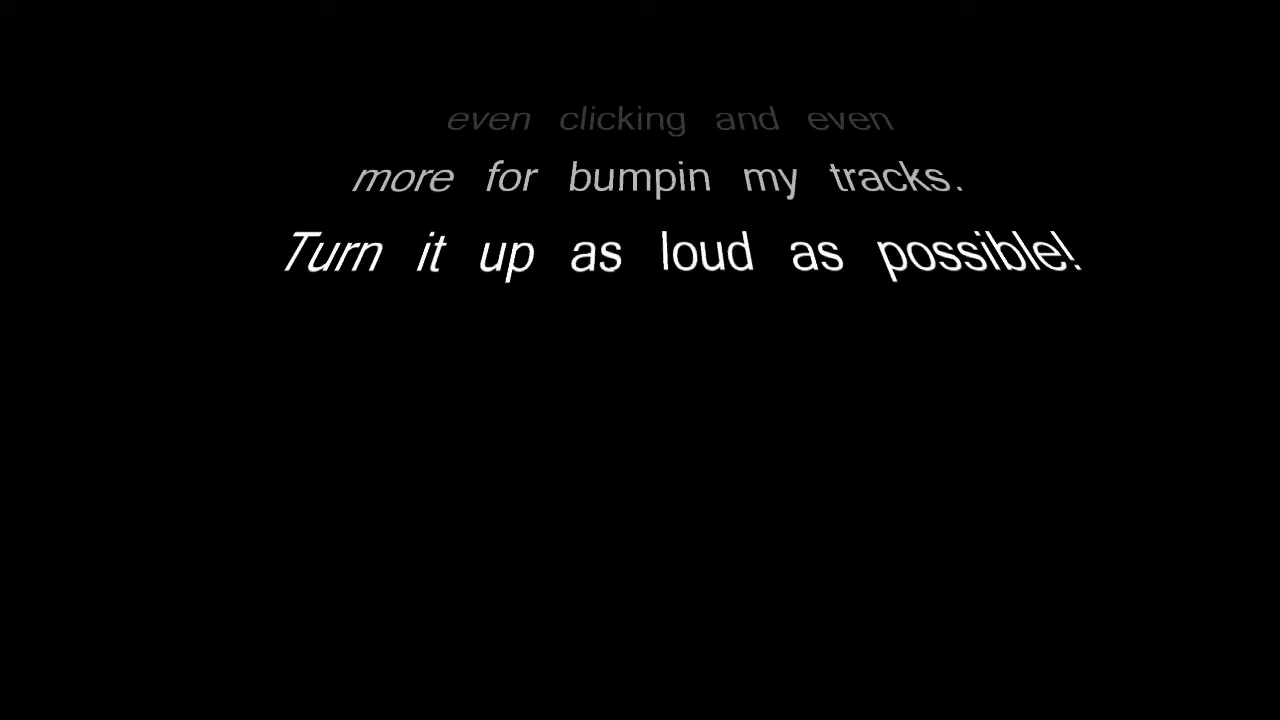 even clicking and even
more for bumpin my tracks.
Turn it up as loud as possible!